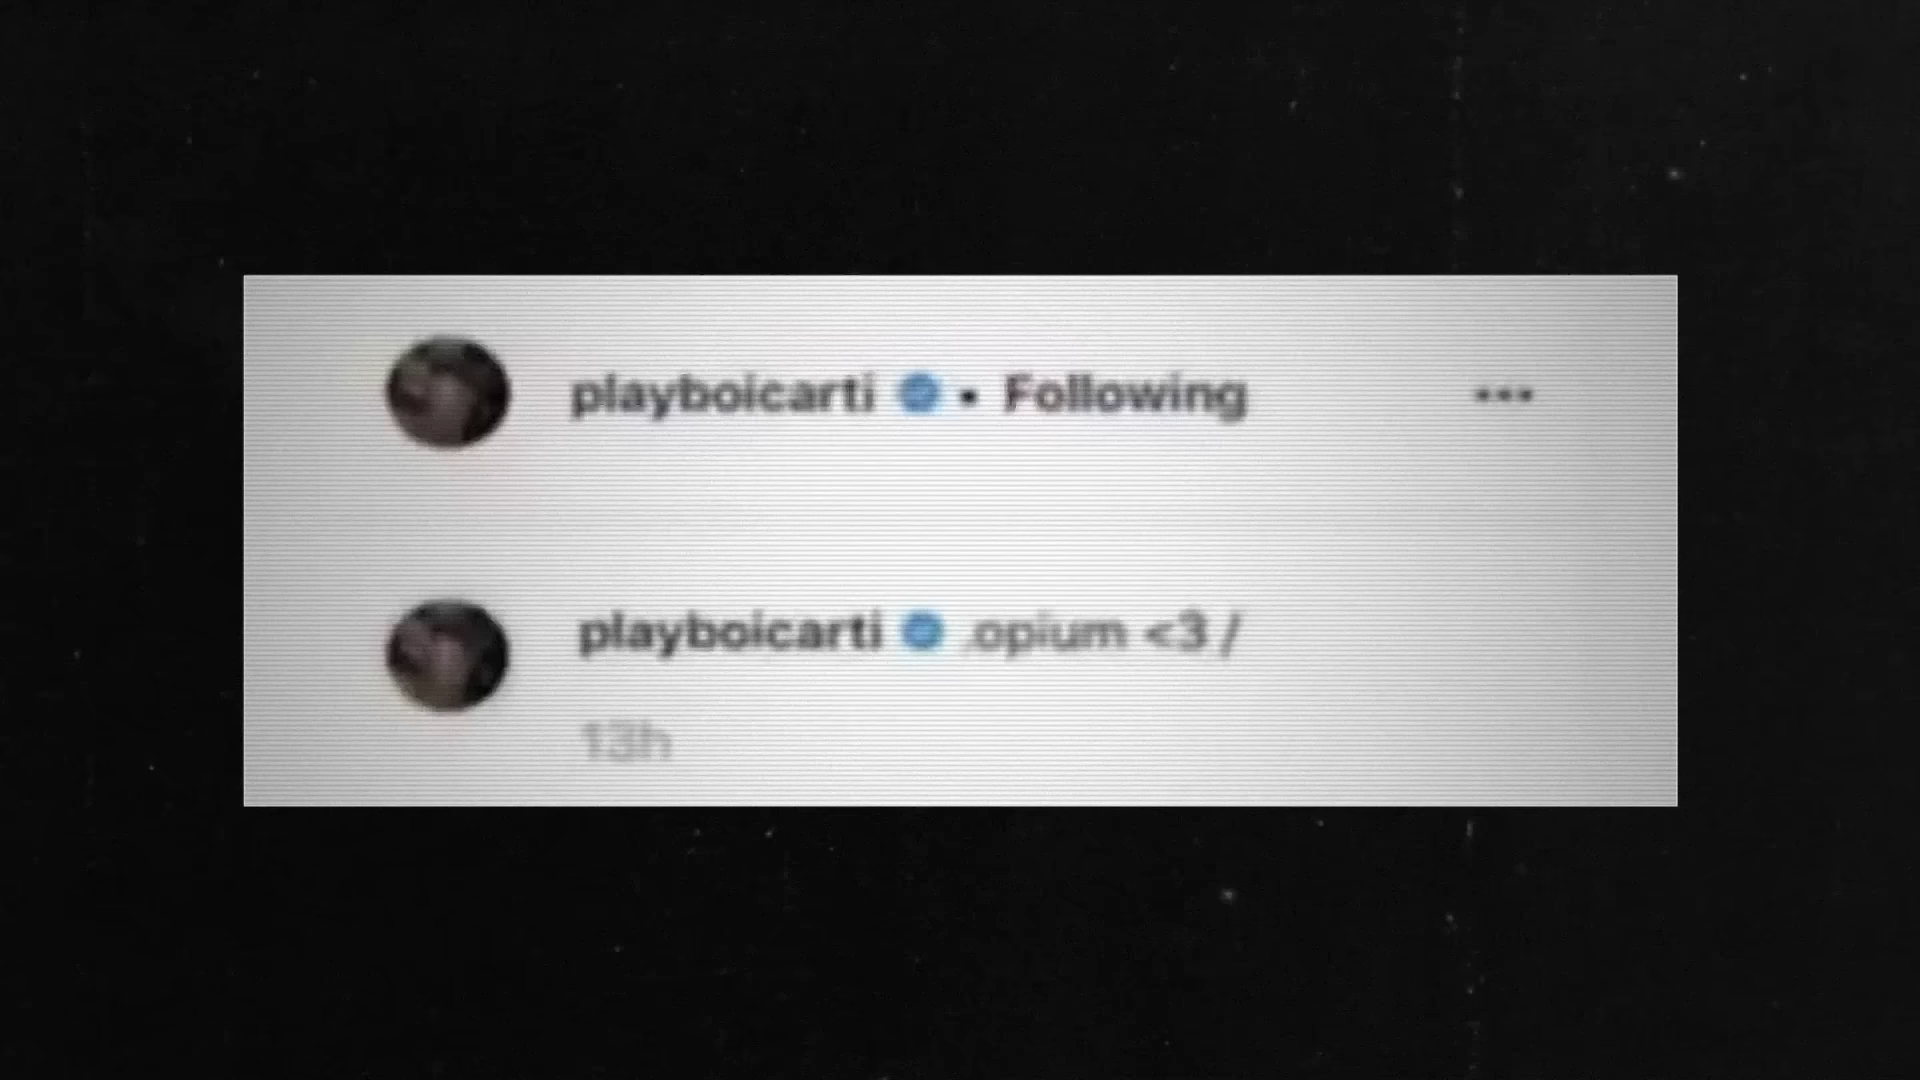 playboicarti • Following •••
playboicarti .opium <3 /
13h